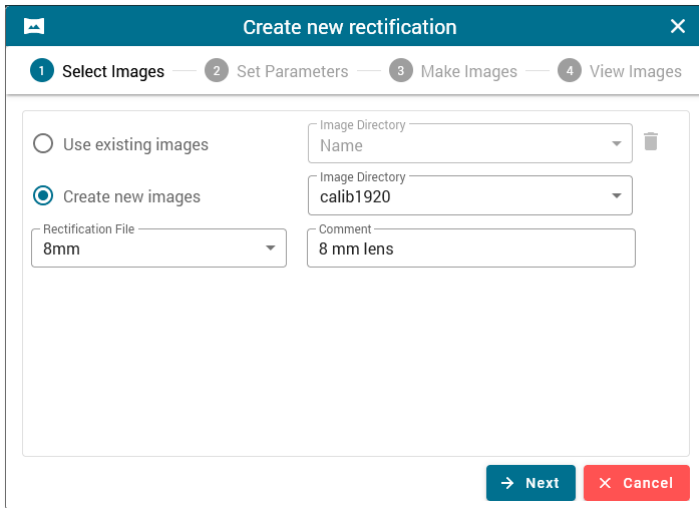 Create new rectification
1 Select Images 2 Set Parameters 3 Make Images 4 View Images
Image Directory
Use existing images Name
Image Directory
Create new images calib1920
Rectification File Comment
8mm 8 mm lens
Next Cancel